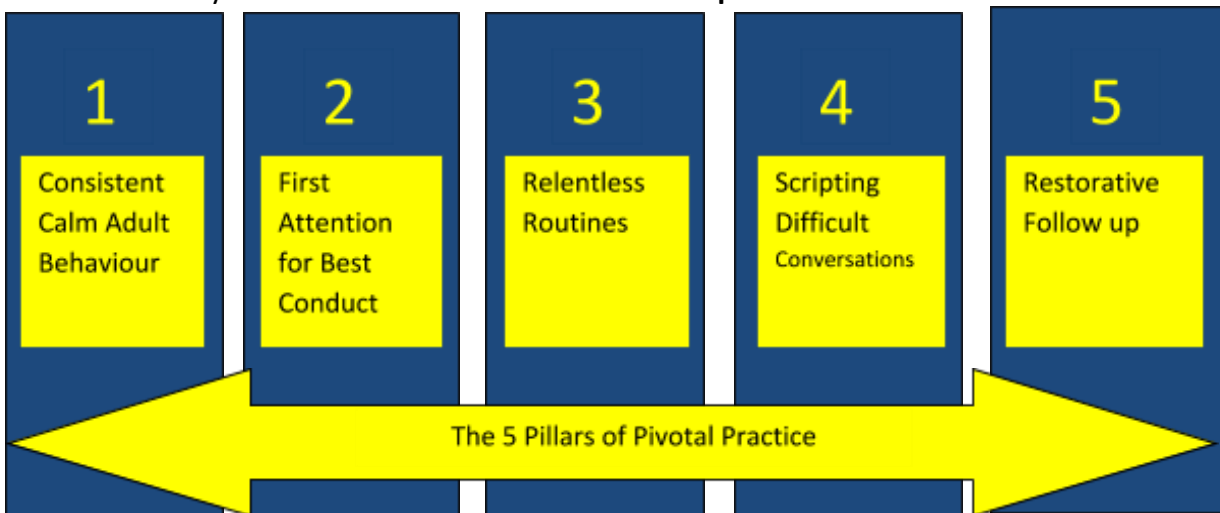 1
Consistent
Calm Adult
Behaviour
2
First
Attention
for Best
Conduct
3
Relentless
Routines
4
Scripting
Difficult
Conversations
5
Restorative
Follow up
The 5 Pillars of Pivotal Practice